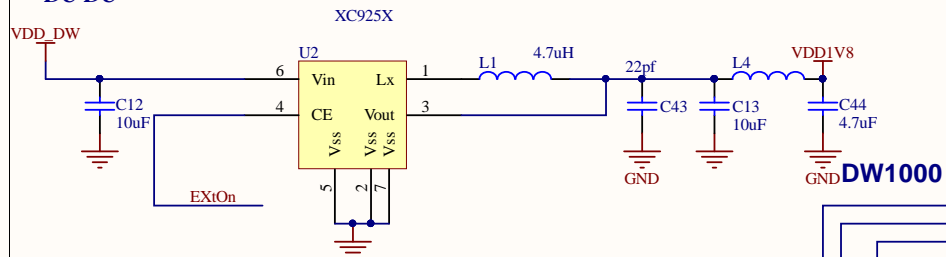 XC925X
VDD_DW
U2
4.7uH
L1
22pf
L4
VDD1V8
6
Vin
Lx
1
C12
10uF
4
CE
Vout
3
C43
C13
10uF
C44
4.7uF
Vss
Vss
Vss
5
2
7
EXtOn
GND
GND
DW1000